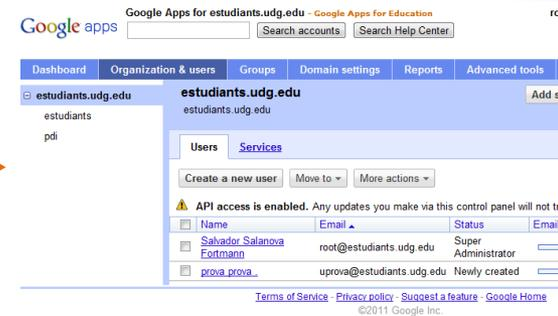 Google apps
Google Apps for estudiants.udg.edu - Google Apps for Education
Search accounts Search Help Center
Dashboard Organization & users Groups Domain settings Reports Advanced tools
estudiants.udg.edu
estudiants
pdi
estudiants.udg.edu
estudiants.udg.edu
Add
Users Services
Create a new user Move to More actions
API access is enabled. Any updates you make via this control panel will not
Name Email Status Email
Salvador Salanova
Fortmann
root@estudiants.udg.edu
Super
Administrator
prova prova . uprova@estudiants.udg.edu Newly created
Terms of Service - Privacy policy - Suggest a feature - Google Home
©2011 Google Inc.